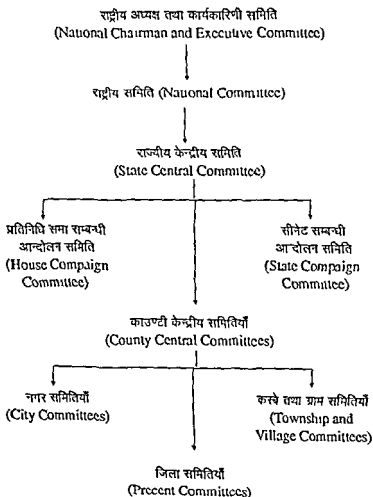 राष्ट्रीय अध्यक्ष तथा कार्यकारिणी समिति
(National Chairman and Executive Committee)
राष्ट्रीय समिति (National Committee)
राज्यीय केन्द्रीय समिति
(State Central Committee)
प्रतिनिधि सभा सम्बन्धी
आन्दोलन समिति
(House Compaign
Committee)
सीनेट सम्बन्धी
आन्दोलन समिति
(State Compaign
Committee)
काउण्टी केन्द्रीय समितियाँ
(County Central Committees)
नगर समितियाँ
(City Committees)
कस्बे तथा ग्राम समितियाँ
(Township and
Village Committees)
जिला समितियाँ
(Precent Committees)